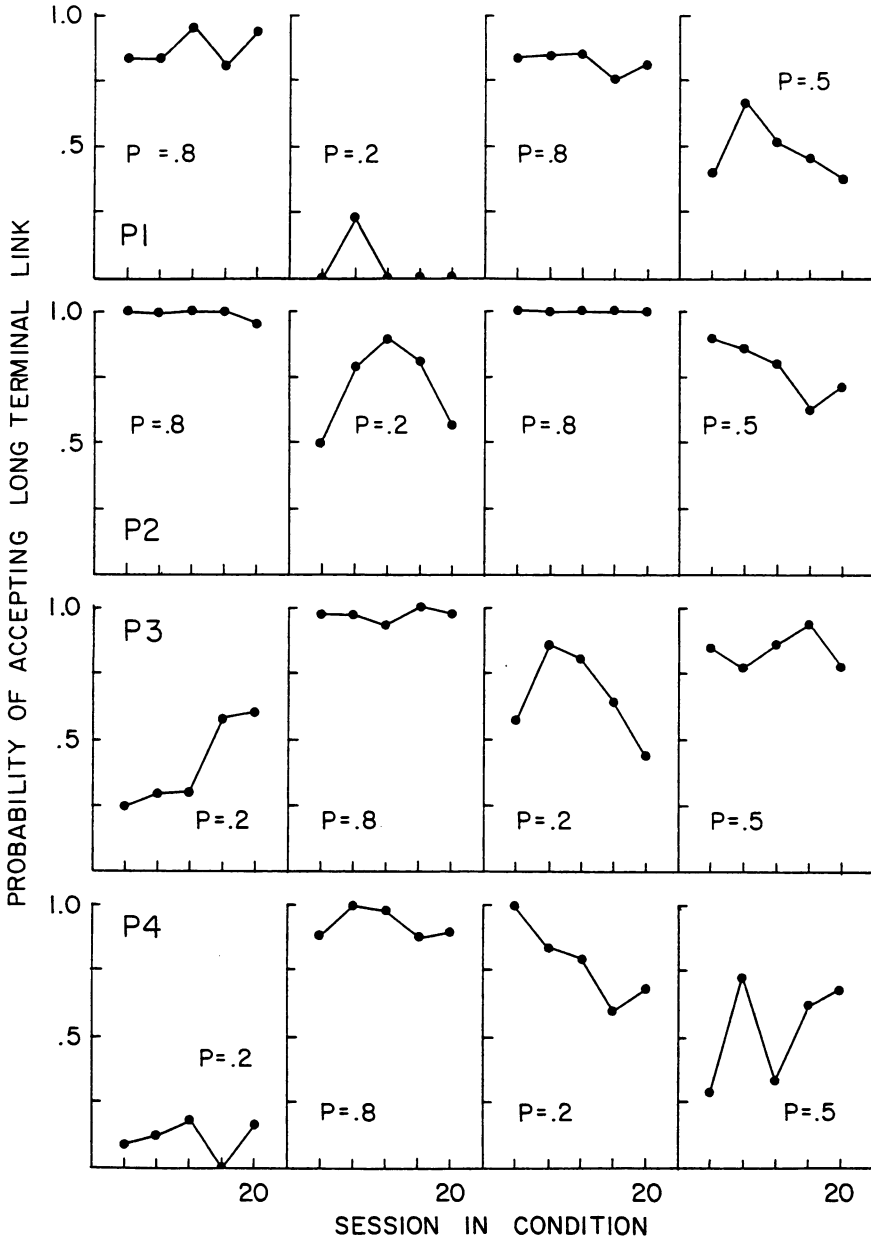 PROBABILITY OF ACCEPTING LONG TERMINAL LINK
1.0
.5
P =.8
P1
P=.2
P=.8
P=.5
1.0
.5
P=.8
P2
P=.2
P=.8
P=.5
1.0
.5
P3
P=.2
P=.8
P=.2
P=.5
1.0
.5
P4
P=.2
P=.8
P=.2
P=.5
20
20
20
20
SESSION IN CONDITION